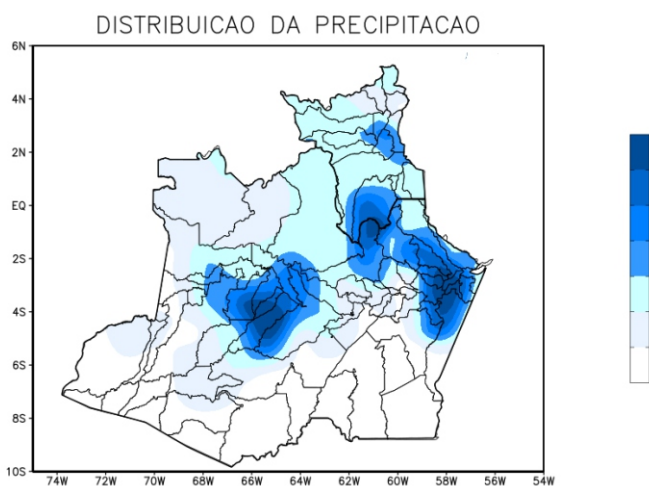 DISTRIBUICAO DA PRECIPITACAO
6N
4N
2N
EQ
2S
4S
6S
8S
10S
74W 72W 70W 68W 66W 64W 62W 60W 58W 56W 54W